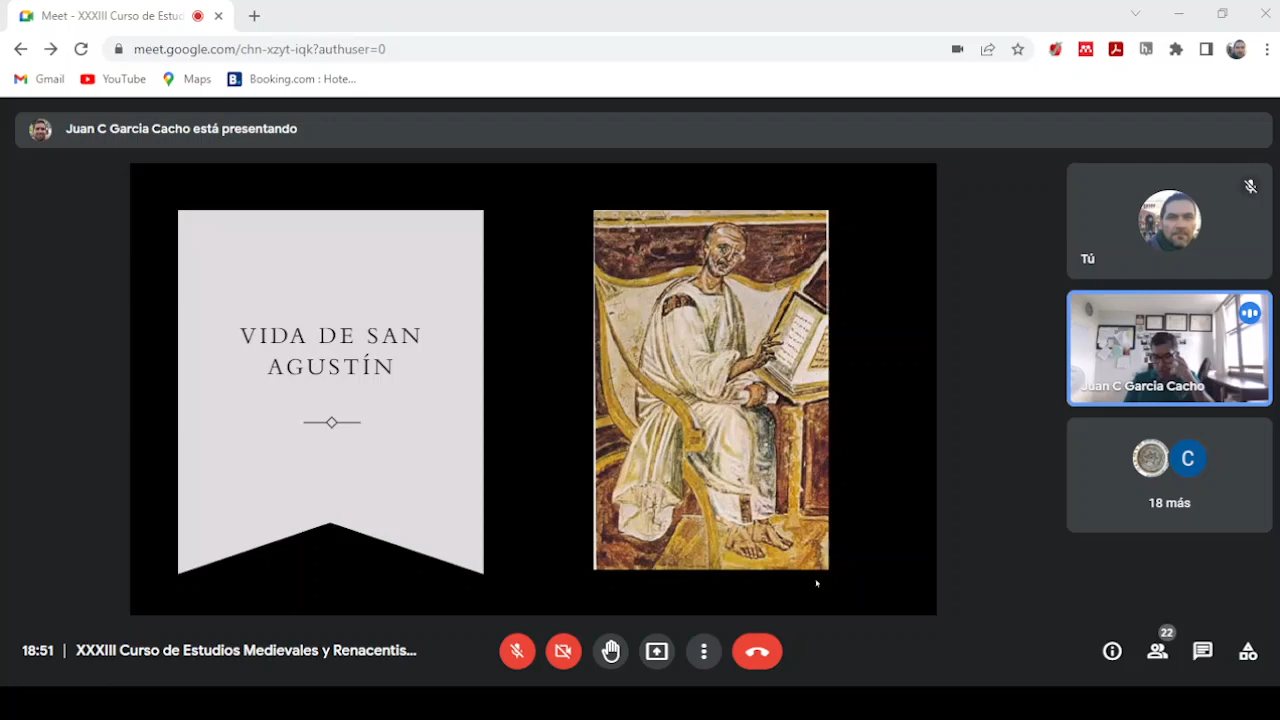 Meet - XXXIII Curso de Estud
meet.google.com/chn-xzyt-iqk?authuser=0
Gmail
YouTube
Maps
B.
Booking.com : Hote...
Juan C Garcia Cacho está presentando
VIDA DE SAN
AGUSTÍN
Tú
Juan C Garcia Cacho
C
18 más
18:51 | XXXIII Curso de Estudios Medievales y Renacentis...
22